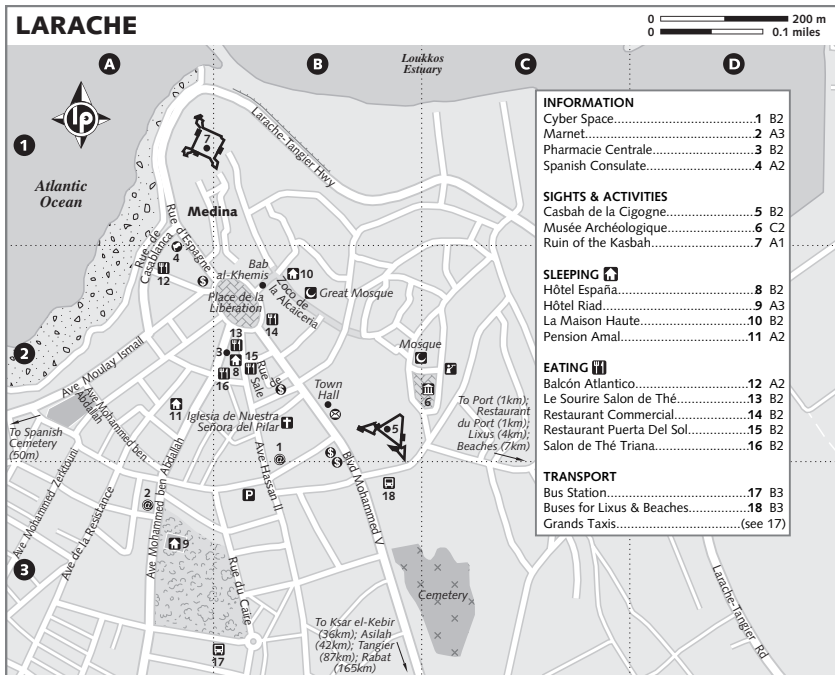 LARACHE
0 200 m
0 0.1 miles
A
B
C
D
1
2
3
lp
Loukkos
Estuary
Atlantic
Ocean
Larache-Tangier Hwy
7
Medina
Rue d'Espagne
Rue de
Casablanca
4
12
Bab
al-Khemis
10
Zoco de
la Alcaiceria
Great Mosque
Place de la
Libération
14
13
3
15
8
16
Rue de
Salé
Ave Moulay Ismail
Ave Mohammed ben
Abdallah
11
Iglesia de Nuestra
Señora del Pilar
Town
Hall
Mosque
6
5
To Port (1km);
Restaurant
du Port (1km);
Lixus (4km);
Beaches (7km)
To Spanish
Cemetery
(50m)
1
@
2
@
P
18
Ave Hassan II
Blvd Mohammed V
Ave Mohammed Zerktouni
Ave de la Resistance
Ave Mohammed ben Abdallah
9
Rue du Caire
17
Cemetery
To Ksar el-Kebir
(36km); Asilah
(42km); Tangier
(87km); Rabat
(165km)
Larache-Tangier Rd
INFORMATION
Cyber Space....................................1 B2
Marnet............................................2 A3
Pharmacie Centrale.........................3 B2
Spanish Consulate...........................4 A2
SIGHTS & ACTIVITIES
Casbah de la Cigogne......................5 B2
Musée Archéologique......................6 C2
Ruin of the Kasbah..........................7 A1
SLEEPING
Hôtel España...................................8 B2
Hôtel Riad.......................................9 A3
La Maison Haute...........................10 B2
Pension Amal.................................11 A2
EATING
Balcón Atlantico............................12 A2
Le Sourire Salon de Thé.................13 B2
Restaurant Commercial..................14 B2
Restaurant Puerta Del Sol..............15 B2
Salon de Thé Triana.......................16 B2
TRANSPORT
Bus Station....................................17 B3
Buses for Lixus & Beaches.............18 B3
Grands Taxis.............................(see 17)